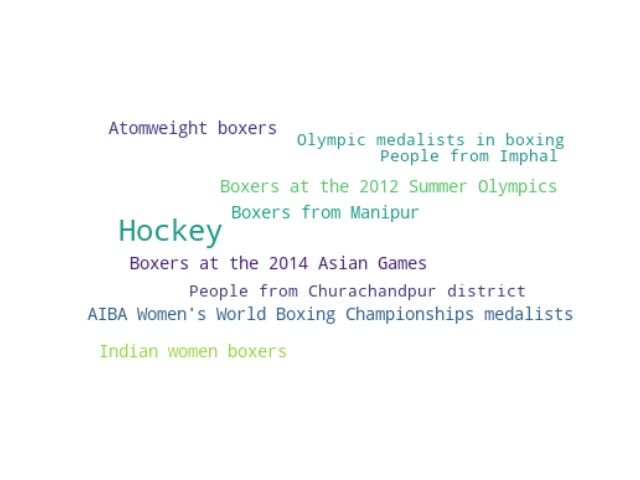 Atomweight boxers
Olympic medalists in boxing
People from Imphal
Boxers at the 2012 Summer Olympics
Boxers from Manipur
Hockey
Boxers at the 2014 Asian Games
People from Churachandpur district
AIBA Women's World Boxing Championships medalists
Indian women boxers